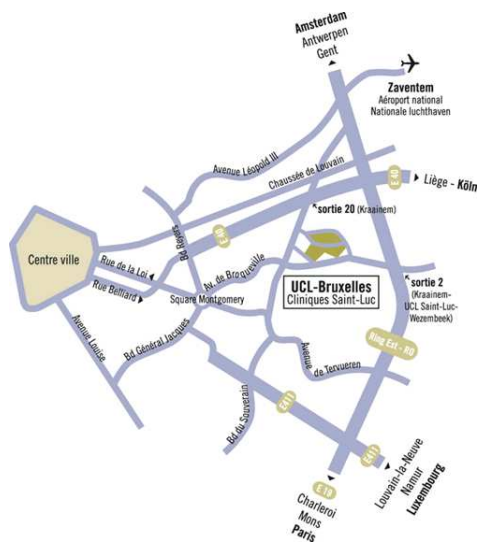 Amsterdam
Antwerpen
Gent
Zaventem
Aéroport national
Nationale luchthaven
Avenue Léopold III
Chaussée de Louvain
E 40
Liège - Köln
sortie 20 (Kraainem)
Bd Reyers
E40
Centre ville
Rue de la Loi
Rue Belliard
Av. de Broqueville
Square Montgomery
UCL-Bruxelles
Cliniques Saint-Luc
sortie 2
(Kraainem-
UCL Saint-Luc-
Wezembeek)
Avenue Louise
Bd Général Jacques
Ring Est - R0
Avenue
de Tervueren
Bd du Souverain
E411
E411
E 19
Charleroi
Mons
Paris
Louvain-la-Neuve
Namur
Luxembourg